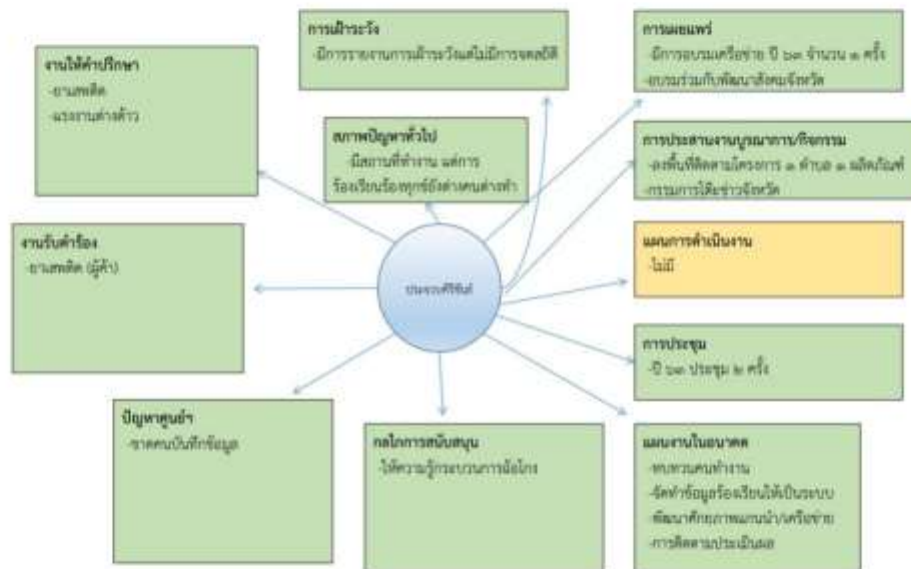 การเฝ้าระวัง
-มีการรายงานการเฝ้าระวังแต่ไม่มีการจดสถิติ
การเผยแพร่
-มีการอบรมเครือข่าย ปี ๖๓ จำนวน ๑ ครั้ง
-อบรมร่วมกับพัฒนาสังคมจังหวัด
งานให้คำปรึกษา
-ยาเสพติด
-แรงงานต่างด้าว
สภาพปัญหาทั่วไป
-มีสถานที่ทำงาน แต่การ
ร้องเรียนร้องทุกข์ยังต่างคนต่างทำ
การประสานงานบูรณาการ/กิจกรรม
-ลงพื้นที่ติดตามโครงการ ๑ ตำบล ๑ ผลิตภัณฑ์
-กรรมการโต๊ะข่าวจังหวัด
งานรับคำร้อง
-ยาเสพติด (ผู้ค้า)
ประจวบคีรีขันธ์
แผนการดำเนินงาน
-ไม่มี
การประชุม
-ปี ๖๓ ประชุม ๒ ครั้ง
ปัญหาศูนย์ฯ
-ขาดคนบันทึกข้อมูล
กลไกการสนับสนุน
-ให้ความรู้กระบวนการฉ้อโกง
แผนงานในอนาคต
-ทบทวนคนทำงาน
-จัดทำข้อมูลร้องเรียนให้เป็นระบบ
-พัฒนาศักยภาพแกนนำ/เครือข่าย
-การติดตามประเมินผล